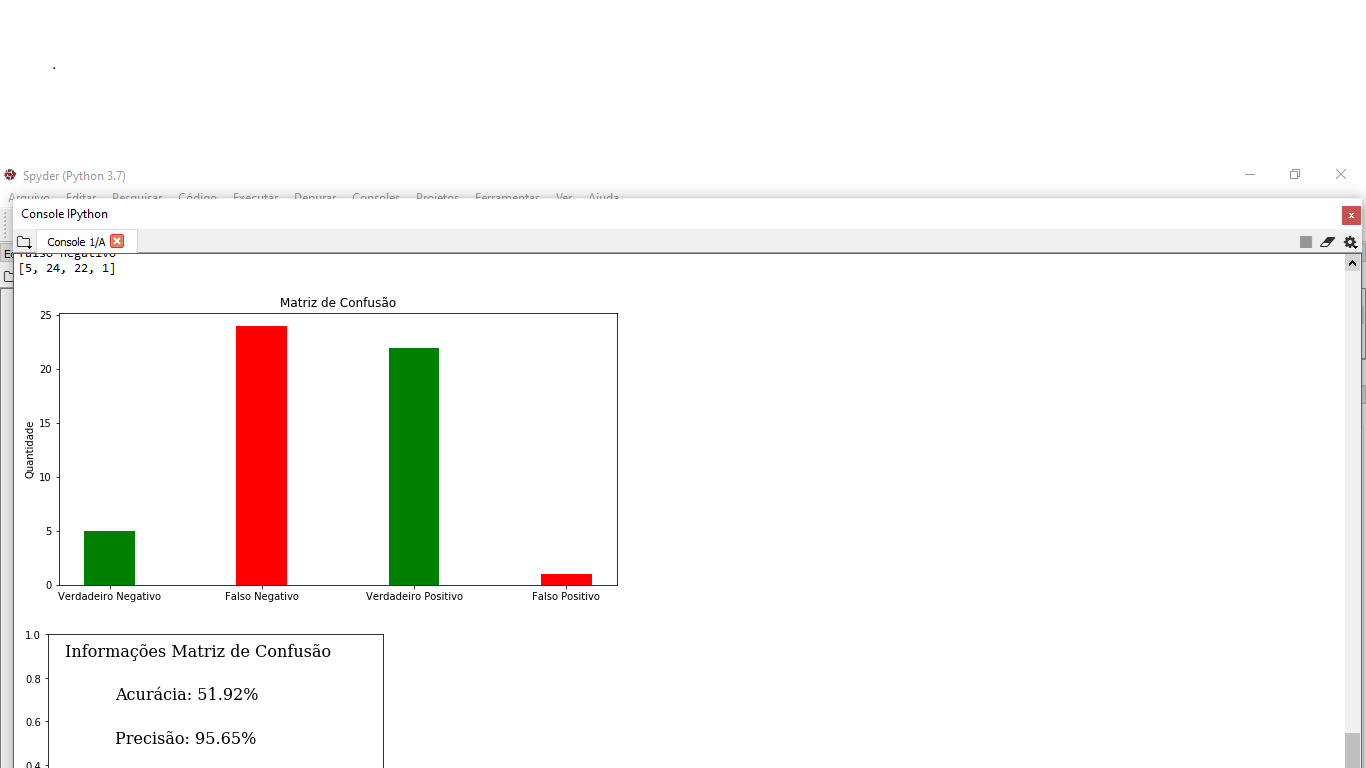 .
Spyder (Python 3.7)
Arquivo Editar Pesquisar Código Executar Depurar Consoles Projetos Ferramentas Ver Ajuda
Console IPython
Console 1/A
falso negativo
[5, 24, 22, 1]
Matriz de Confusão
25
20
15
10
5
0
Quantidade
Verdadeiro Negativo Falso Negativo Verdadeiro Positivo Falso Positivo
1.0
Informações Matriz de Confusão
0.8
Acurácia: 51.92%
0.6
Precisão: 95.65%
0.4